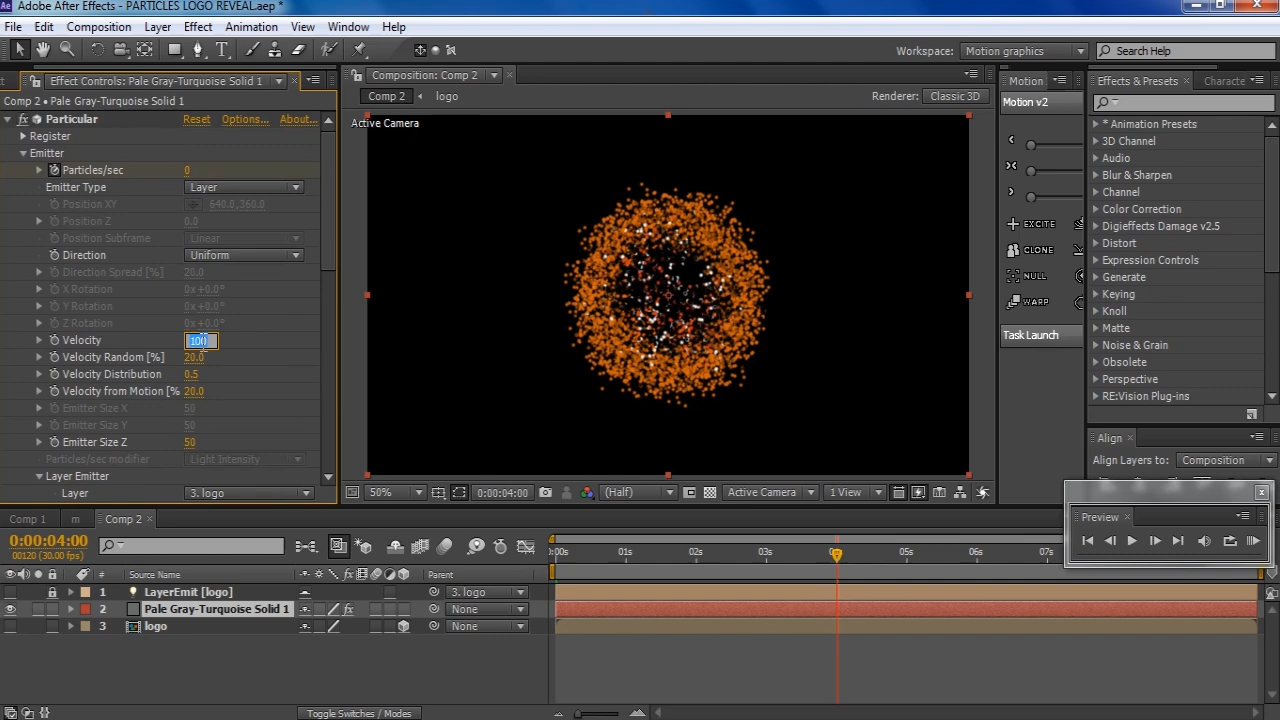 Ae Adobe After Effects - PARTICLES LOGO REVEAL.aep *
File Edit Composition Layer Effect Animation View Window Help
Workspace: Motion graphics Search Help
Effect Controls: Pale Gray-Turquoise Solid 1
Composition: Comp 2
Motion
Effects & Presets
Characte
Comp 2 • Pale Gray-Turquoise Solid 1
Comp 2 logo
Renderer: Classic 3D
Motion v2
fx Particular Reset Options... About...
Active Camera
Register
Emitter
Particles/sec 0
Emitter Type Layer
Position XY 640.0,360.0
Position Z 0.0
Position Subframe Linear
Direction Uniform
Direction Spread [%] 20.0
X Rotation 0x+0.0°
Y Rotation 0x+0.0°
Z Rotation 0x+0.0°
Velocity 100
Velocity Random [%] 20.0
Velocity Distribution 0.5
Velocity from Motion [% 20.0
Emitter Size X 50
Emitter Size Y 50
Emitter Size Z 50
Particles/sec modifier Light Intensity
Layer Emitter
Layer 3. logo
EXCITE
CLONE
NULL
WARP
Task Launch
* Animation Presets
3D Channel
Audio
Blur & Sharpen
Channel
Color Correction
Digieffects Damage v2.5
Distort
Expression Controls
Generate
Keying
Knoll
Matte
Noise & Grain
Obsolete
Perspective
RE:Vision Plug-ins
Align
Align Layers to: Composition
50% 0:00:04:00 (Half) Active Camera 1 View
Preview
Comp 1 m Comp 2
0:00:04:00
00120 (30.00 fps)
:00s 01s 02s 03s 05s 06s 07s
# Source Name fx Parent
1 LayerEmit [logo] 3. logo
2 Pale Gray-Turquoise Solid 1 fx None
3 logo None
Toggle Switches / Modes